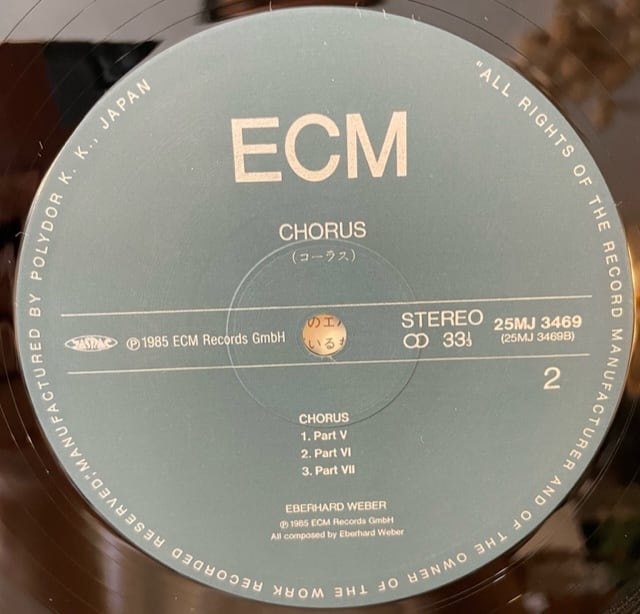 ECM
CHORUS
(コーラス)
JASRAC
Ⓟ1985 ECM Records GmbH
STEREO
33⅓
25MJ 3469
(25MJ 3469B)
2
CHORUS
1. Part V
2. Part VI
3. Part VII
EBERHARD WEBER
Ⓟ 1985 ECM Records GmbH
All composed by Eberhard Weber
"ALL RIGHTS OF THE RECORD MANUFACTURER AND OF THE OWNER OF THE WORK RECORDED RESERVED", MANUFACTURED BY POLYDOR K. K., JAPAN